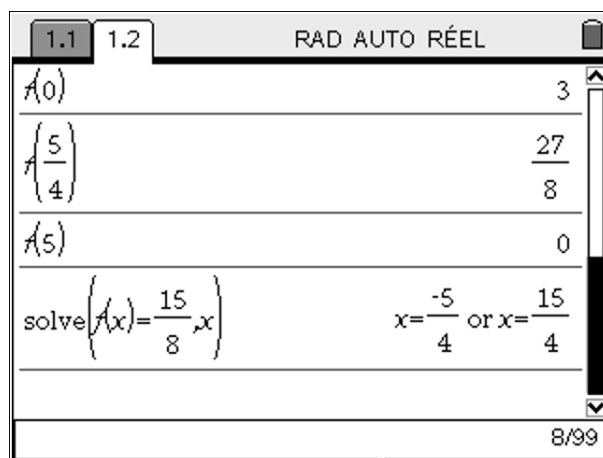 1.1 1.2 RAD AUTO RÉEL
f(0) 3
f(5/4) 27/8
f(5) 0
solve(f(x)=15/8,x) x=-5/4 or x=15/4
8/99